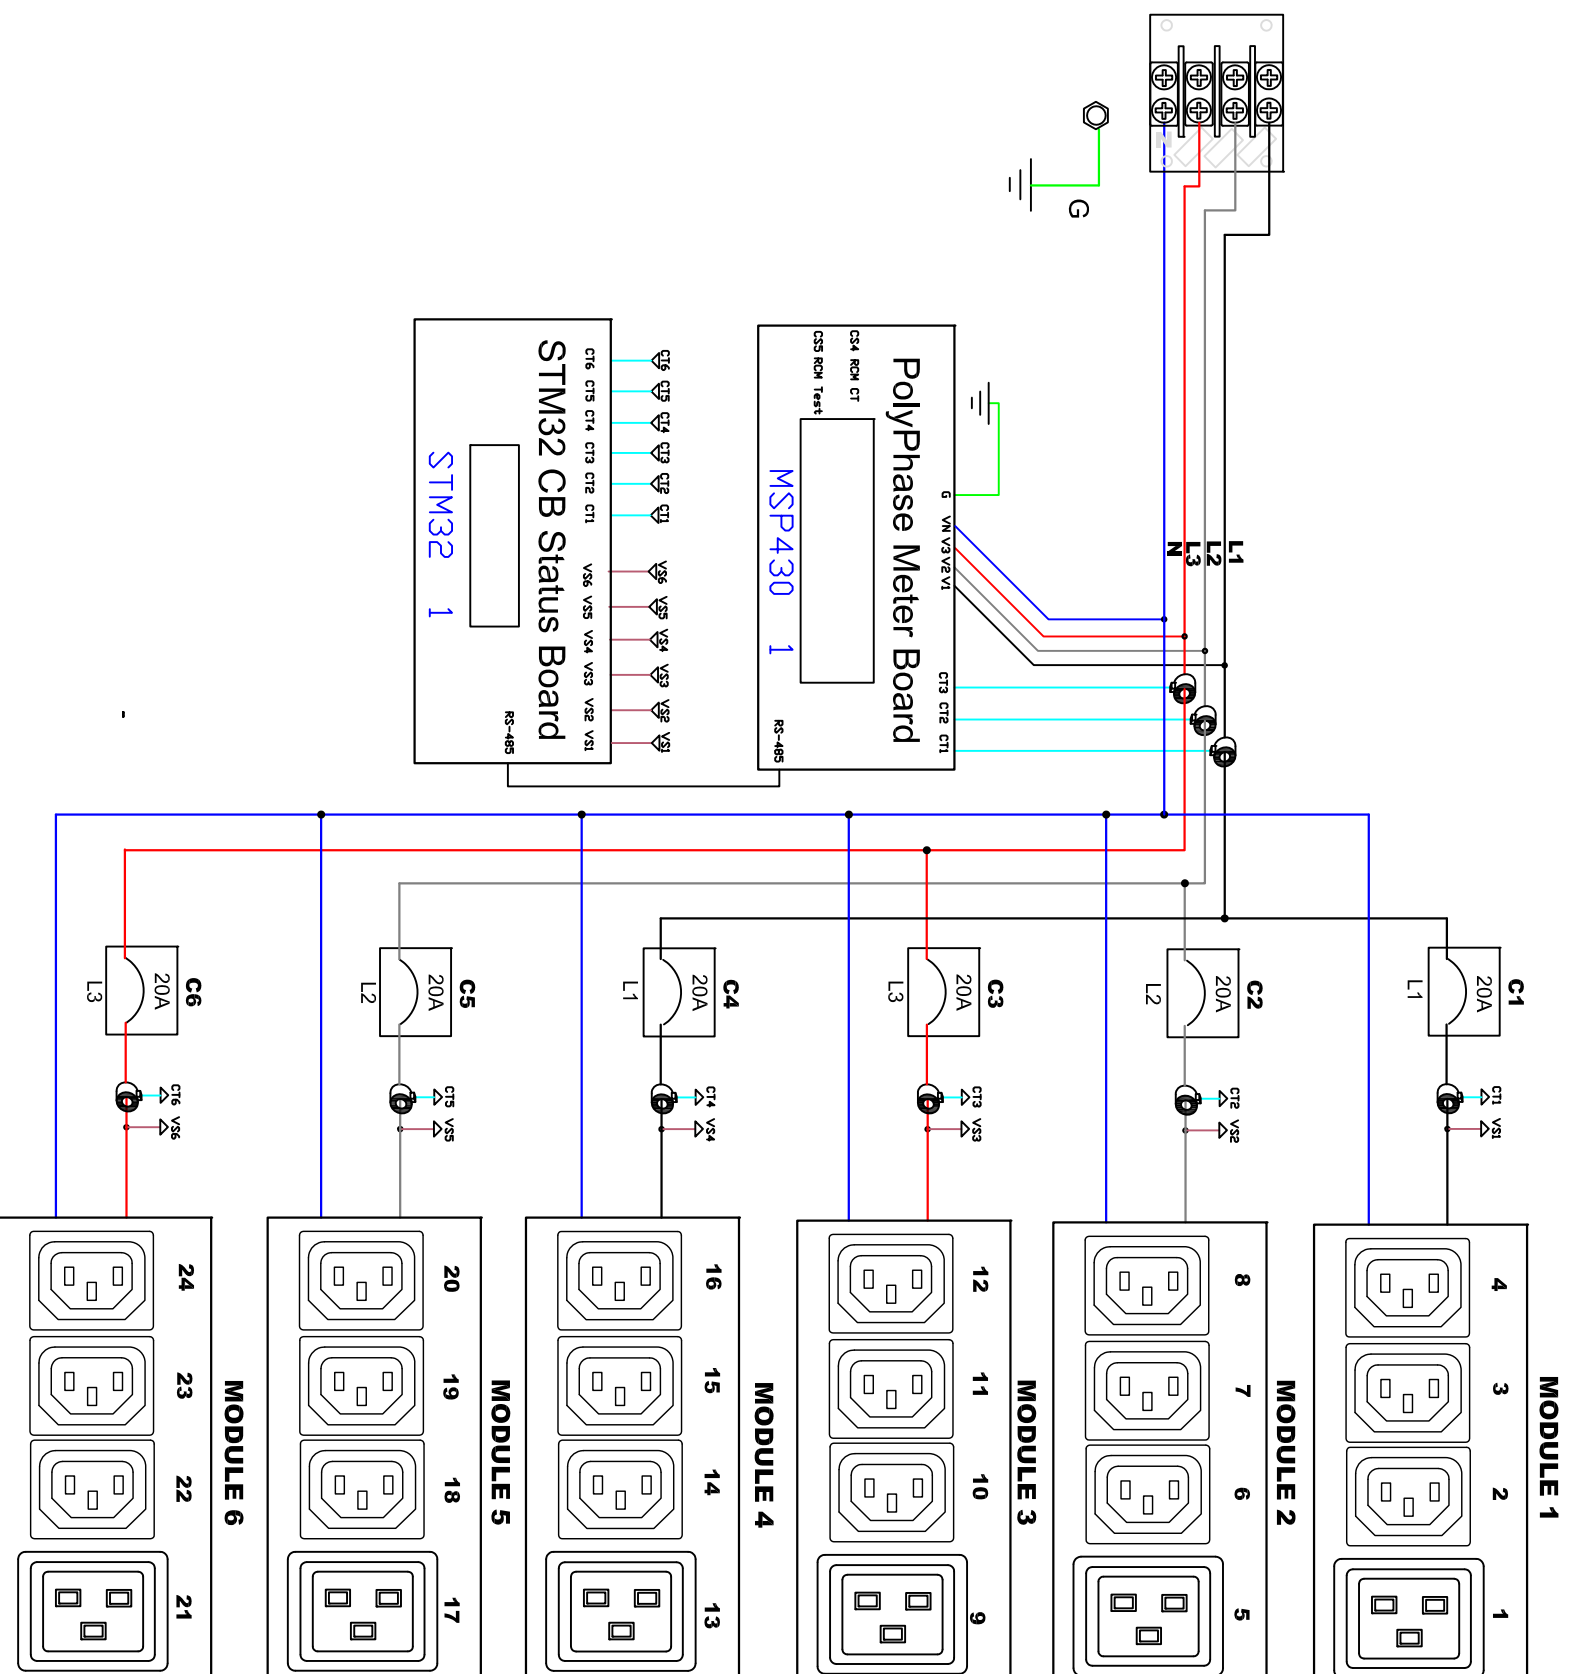 N
G
L1
L2
L3
N
PolyPhase Meter Board
CS4 RCM CT
CS5 RCM Test
MSP430 1
G VN V3 V2 V1
CT3 CT2 CT1
RS-485
STM32 CB Status Board
STM32 1
CT6 CT5 CT4 CT3 CT2 CT1
VS6 VS5 VS4 VS3 VS2 VS1
CT6 CT5 CT4 CT3 CT2 CT1
VS6 VS5 VS4 VS3 VS2 VS1
RS-485
C1
20A
L1
CT1 VS1
C2
20A
L2
CT2 VS2
C3
20A
L3
CT3 VS3
C4
20A
L1
CT4 VS4
C5
20A
L2
CT5 VS5
C6
20A
L3
CT6 VS6
MODULE 1
4 3 2 1
MODULE 2
8 7 6 5
MODULE 3
12 11 10 9
MODULE 4
16 15 14 13
MODULE 5
20 19 18 17
MODULE 6
24 23 22 21